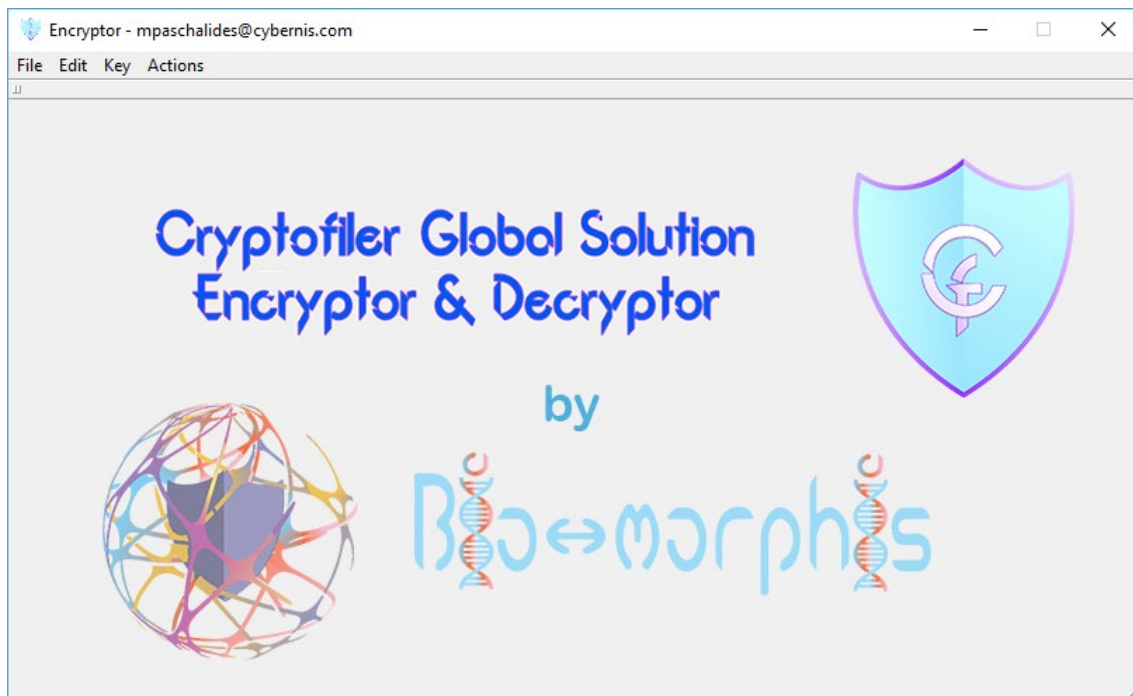 Encryptor - mpaschalides@cybernis.com
File Edit Key Actions
Cryptofiler Global Solution
Encryptor & Decryptor
by
Bio↔morphis